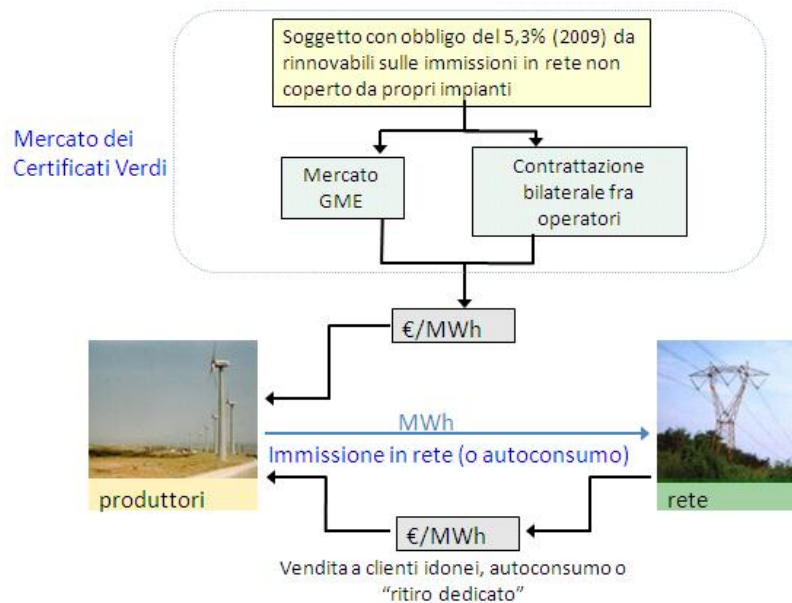 Soggetto con obbligo del 5,3% (2009) da
rinnovabili sulle immissioni in rete non
coperto da propri impianti
Mercato dei
Certificati Verdi
Mercato
GME
Contrattazione
bilaterale fra
operatori
€/MWh
MWh
Immissione in rete (o autoconsumo)
produttori
rete
€/MWh
Vendita a clienti idonei, autoconsumo o
“ritiro dedicato”